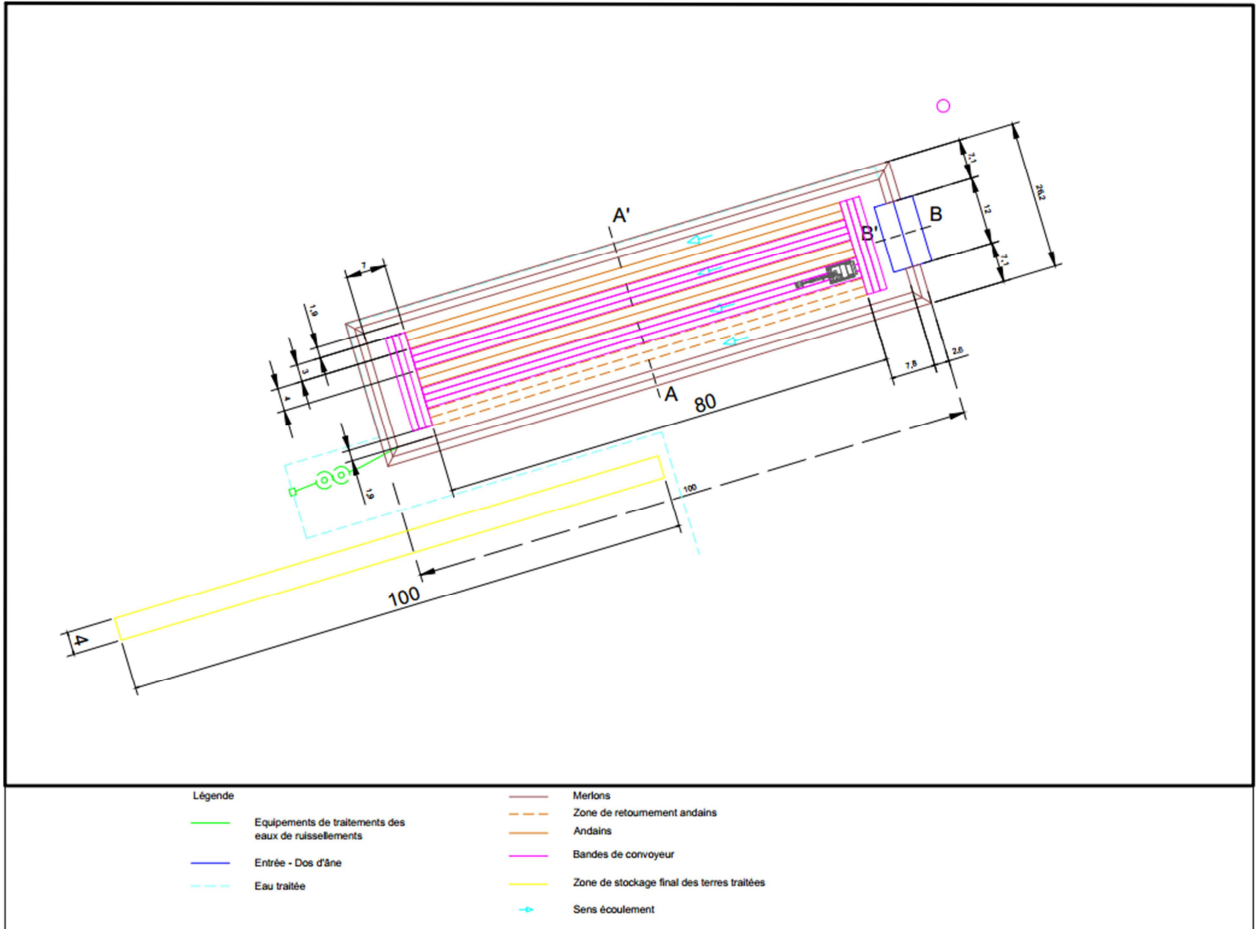 7,1
26,2
12
7,1
A'
B
B'
7
1,9
3
4
A
7,8
2,6
80
1,9
100
100
4
Légende
Equipements de traitements des
eaux de ruissellements
Entrée - Dos d'âne
Eau traitée
Merlons
Zone de retournement andains
Andains
Bandes de convoyeur
Zone de stockage final des terres traitées
Sens écoulement